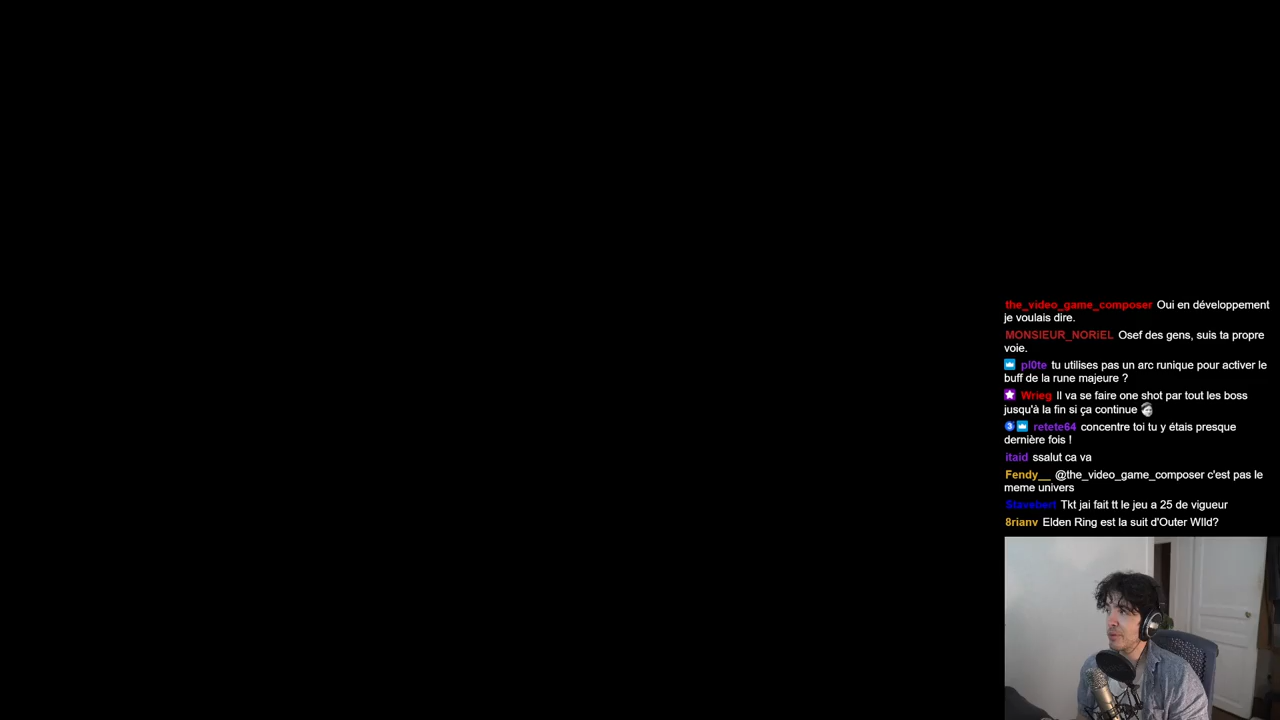 the_video_game_composer Oui en développement
je voulais dire.
MONSIEUR_NORiEL Osef des gens, suis ta propre
voie.
pl0te tu utilises pas un arc runique pour activer le
buff de la rune majeure ?
Wrieg Il va se faire one shot par tout les boss
jusqu'à la fin si ça continue
3 retete64 concentre toi tu y étais presque
dernière fois !
itaid ssalut ca va
Fendy__ @the_video_game_composer c'est pas le
meme univers
Stavebert Tkt jai fait tt le jeu a 25 de vigueur
8rianv Elden Ring est la suit d'Outer WIld?